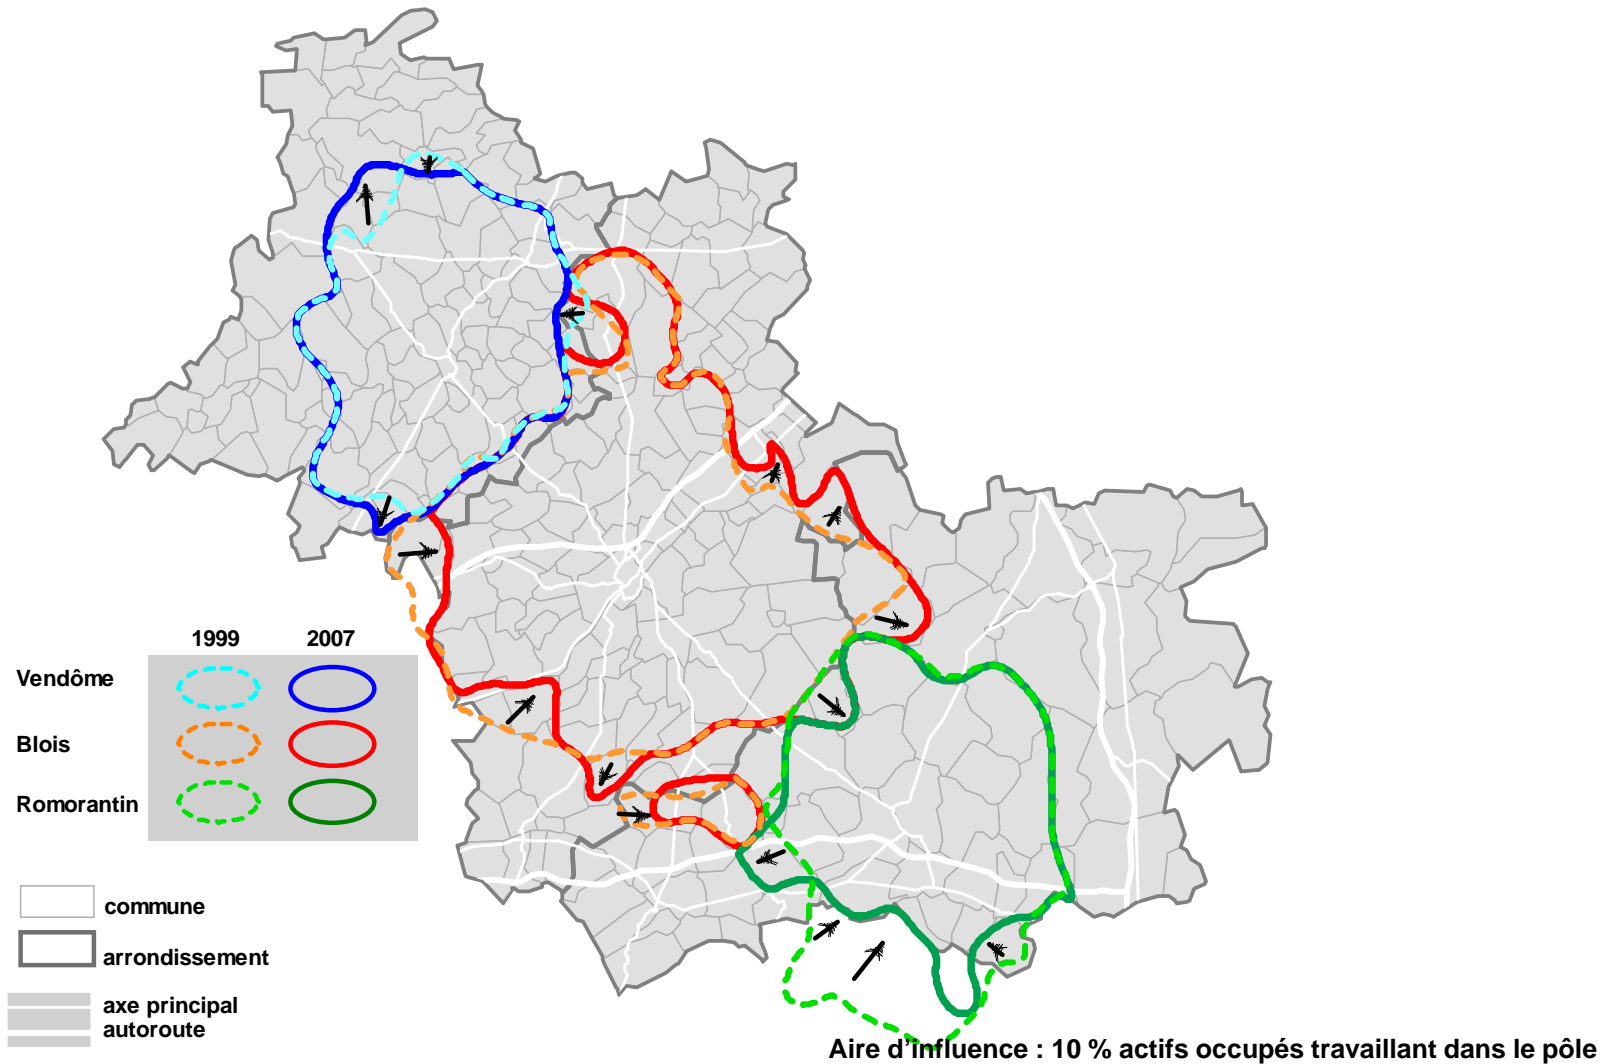 1999 2007
Vendôme
Blois
Romorantin
commune
arrondissement
axe principal
autoroute
Aire d'influence : 10 % actifs occupés travaillant dans le pôle